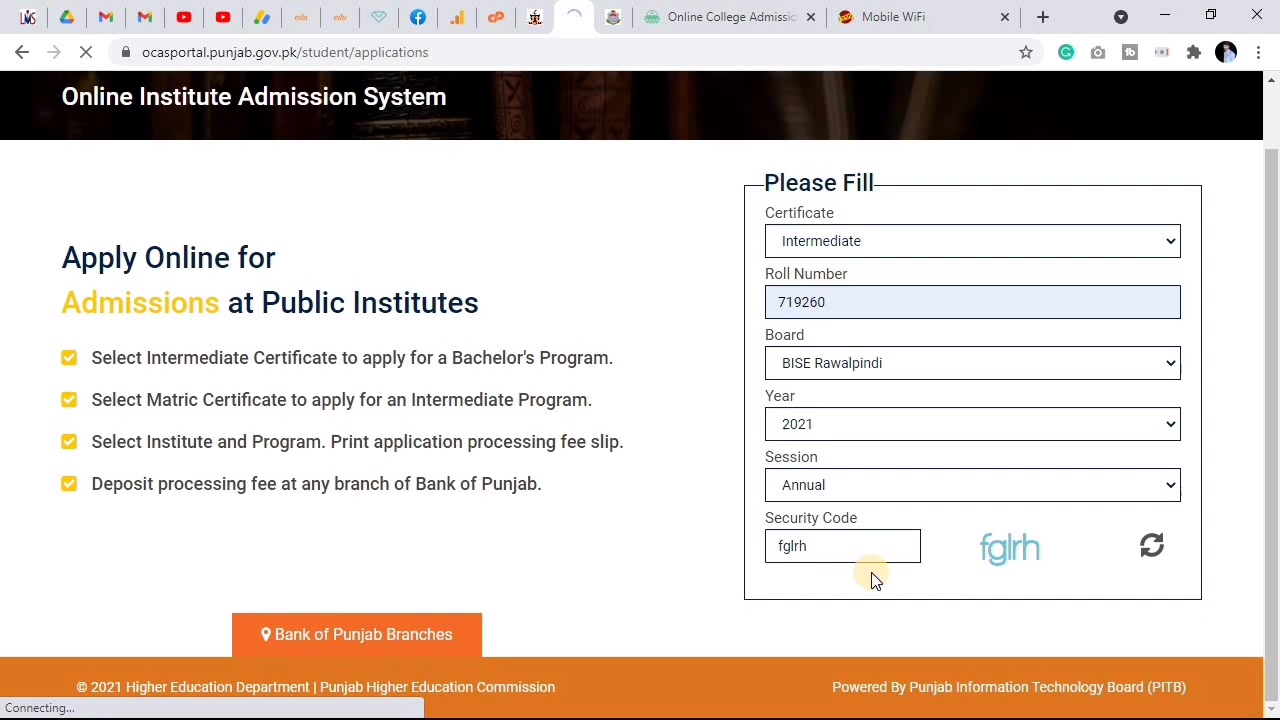 LMS
edu
edu
cP
Online College Admissic
Mobile WiFi
ocasportal.punjab.gov.pk/student/applications
Online Institute Admission System
Please Fill
Certificate
Intermediate
Roll Number
719260
Board
BISE Rawalpindi
Year
2021
Session
Annual
Security Code
fglrh
fglrh
Apply Online for
Admissions at Public Institutes
Select Intermediate Certificate to apply for a Bachelor's Program.
Select Matric Certificate to apply for an Intermediate Program.
Select Institute and Program. Print application processing fee slip.
Deposit processing fee at any branch of Bank of Punjab.
Bank of Punjab Branches
© 2021 Higher Education Department | Punjab Higher Education Commission
Powered By Punjab Information Technology Board (PITB)
Connecting...